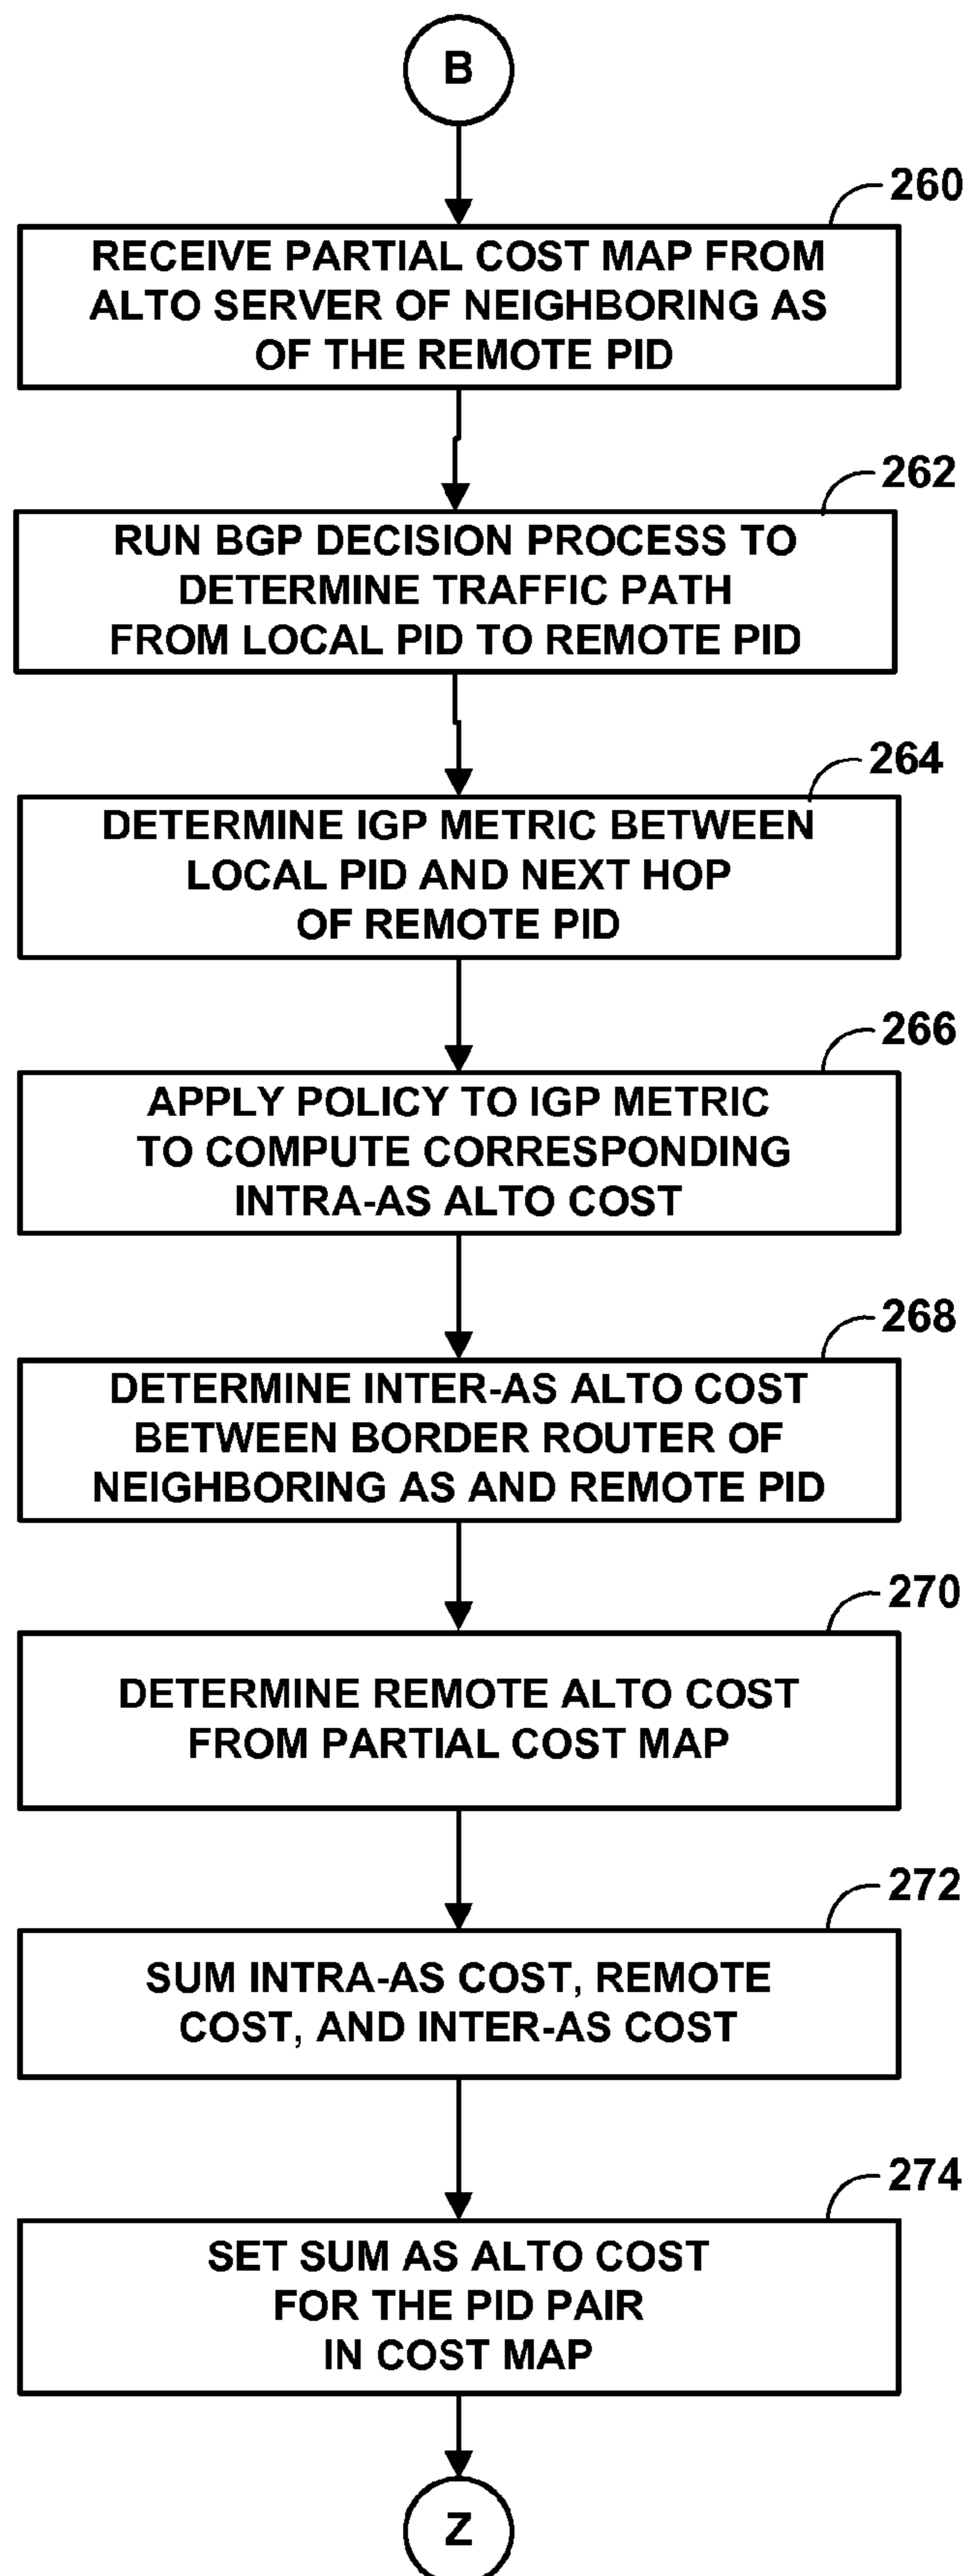 B
260
RECEIVE PARTIAL COST MAP FROM
ALTO SERVER OF NEIGHBORING AS
OF THE REMOTE PID
262
RUN BGP DECISION PROCESS TO
DETERMINE TRAFFIC PATH
FROM LOCAL PID TO REMOTE PID
264
DETERMINE IGP METRIC BETWEEN
LOCAL PID AND NEXT HOP
OF REMOTE PID
266
APPLY POLICY TO IGP METRIC
TO COMPUTE CORRESPONDING
INTRA-AS ALTO COST
268
DETERMINE INTER-AS ALTO COST
BETWEEN BORDER ROUTER OF
NEIGHBORING AS AND REMOTE PID
270
DETERMINE REMOTE ALTO COST
FROM PARTIAL COST MAP
272
SUM INTRA-AS COST, REMOTE
COST, AND INTER-AS COST
274
SET SUM AS ALTO COST
FOR THE PID PAIR
IN COST MAP
Z